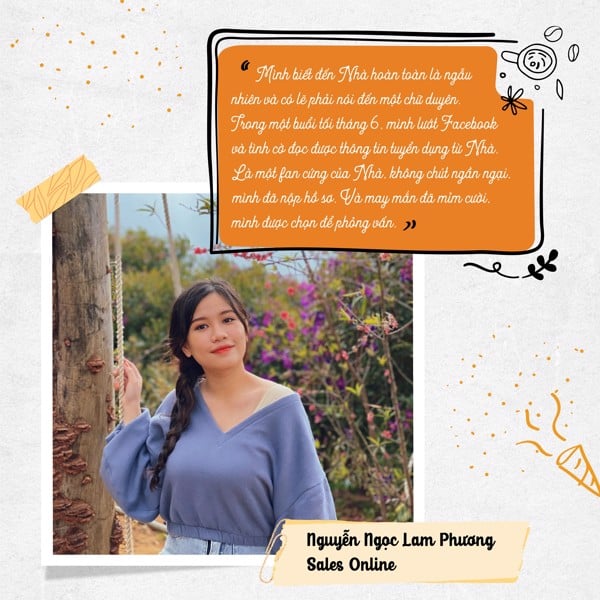 “ Mình biết đến Nhà hoàn toàn là ngẫu
nhiên và có lẽ phải nói đến một chữ duyên.
Trong một buổi tối tháng 6, mình lướt Facebook
và tình cờ đọc được thông tin tuyển dụng từ Nhà.
Là một fan cứng của Nhà, không chút ngần ngại,
mình đã nộp hồ sơ. Và may mắn đã mỉm cười,
mình được chọn để phỏng vấn. ”
Nguyễn Ngọc Lam Phương
Sales Online